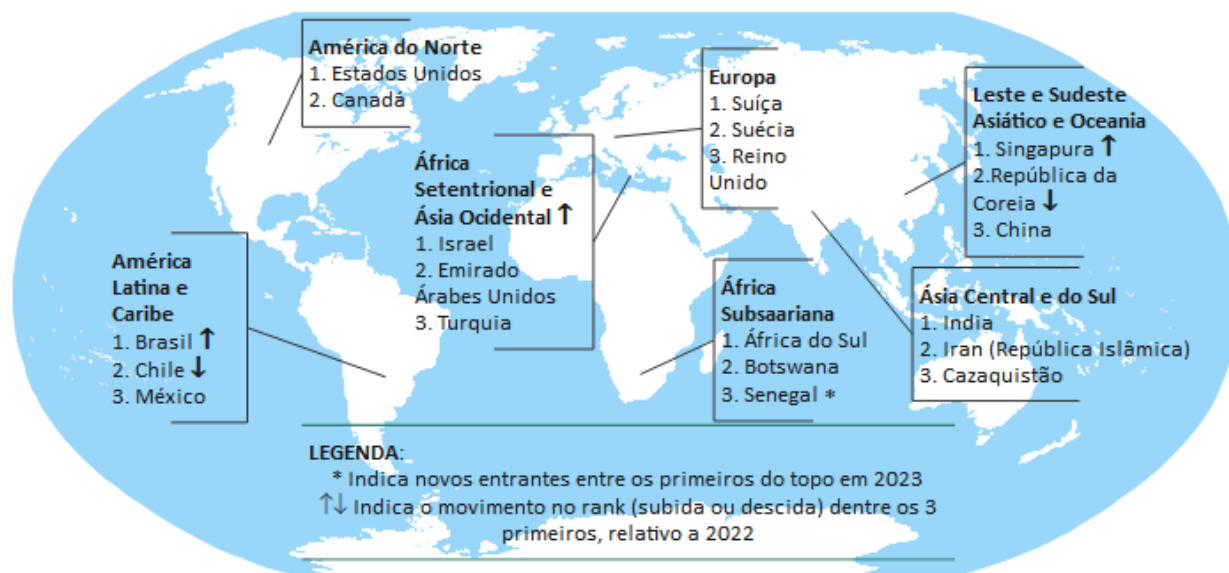 América do Norte
1. Estados Unidos
2. Canadá
Europa
1. Suíça
2. Suécia
3. Reino
Unido
Leste e Sudeste
Asiático e Oceania
1. Singapura ↑
2.República da
Coreia ↓
3. China
África
Setentrional e
Ásia Ocidental ↑
1. Israel
2. Emirado
Árabes Unidos
3. Turquia
América
Latina e
Caribe
1. Brasil ↑
2. Chile ↓
3. México
África
Subsaariana
1. África do Sul
2. Botswana
3. Senegal *
Ásia Central e do Sul
1. India
2. Iran (República Islâmica)
3. Cazaquistão
LEGENDA:
* Indica novos entrantes entre os primeiros do topo em 2023
↑↓ Indica o movimento no rank (subida ou descida) dentre os 3
primeiros, relativo a 2022